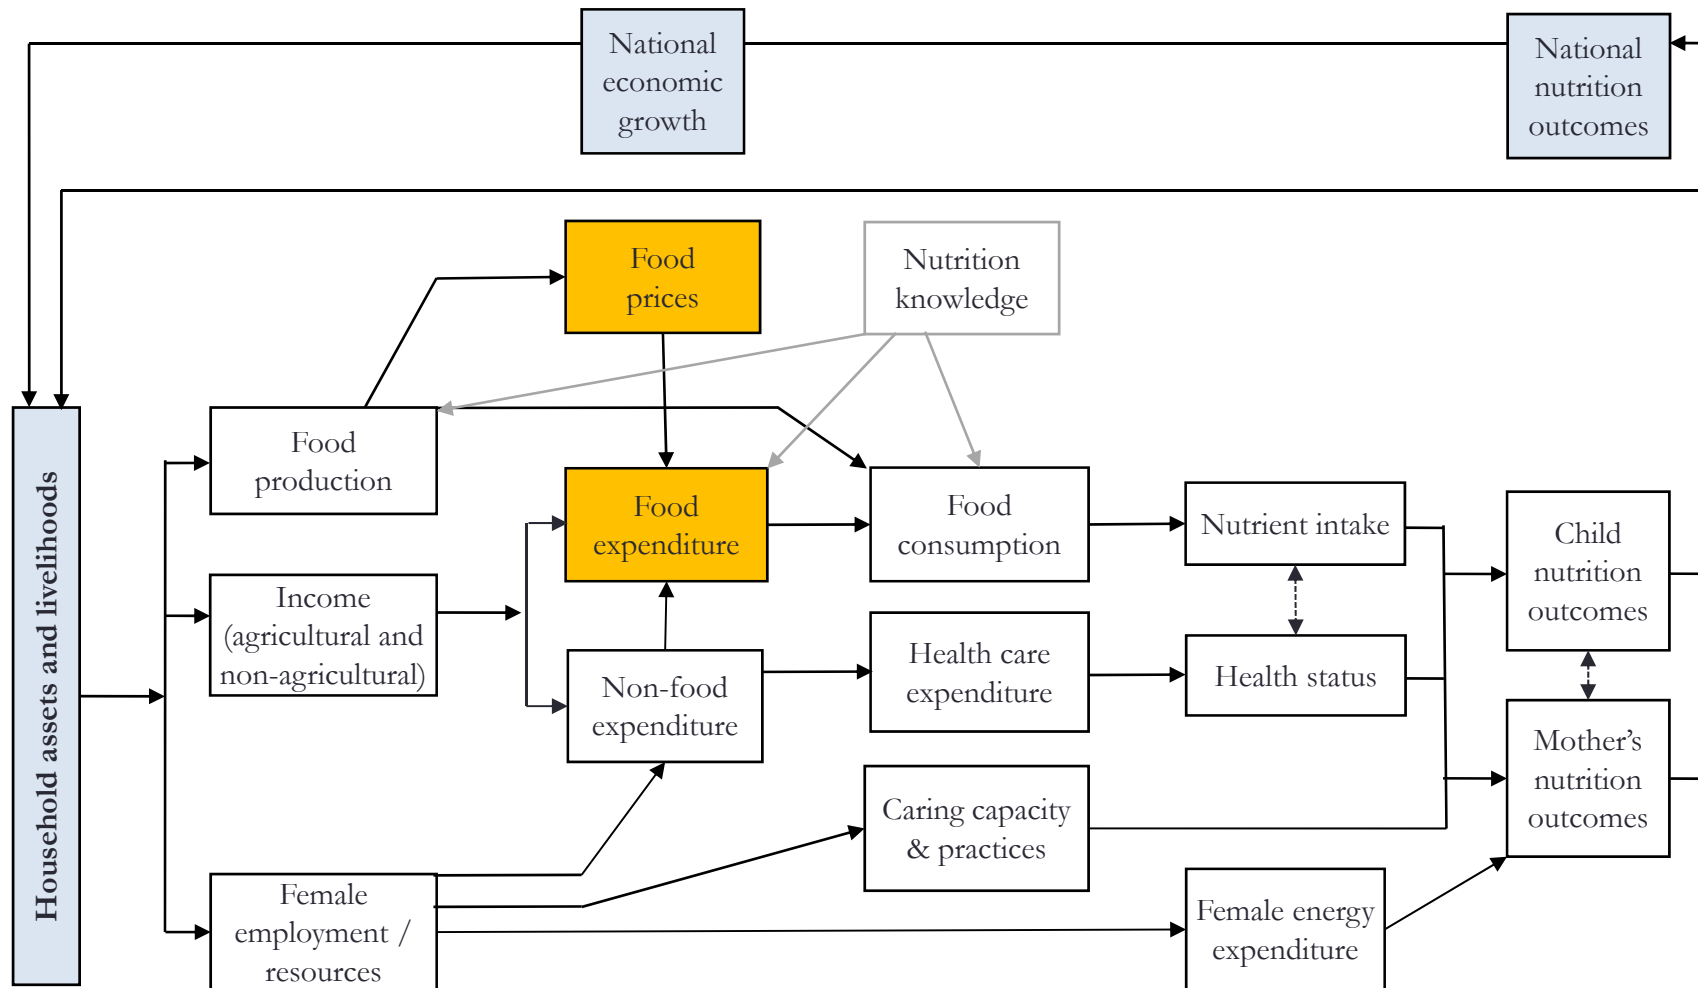 National
economic
growth
National
nutrition
outcomes
Food
prices
Nutrition
knowledge
Household assets and livelihoods
Food
production
Food
expenditure
Food
consumption
Nutrient intake
Child
nutrition
outcomes
Income
(agricultural and
non-agricultural)
Non-food
expenditure
Health care
expenditure
Health status
Mother’s
nutrition
outcomes
Caring capacity
& practices
Female
employment /
resources
Female energy
expenditure